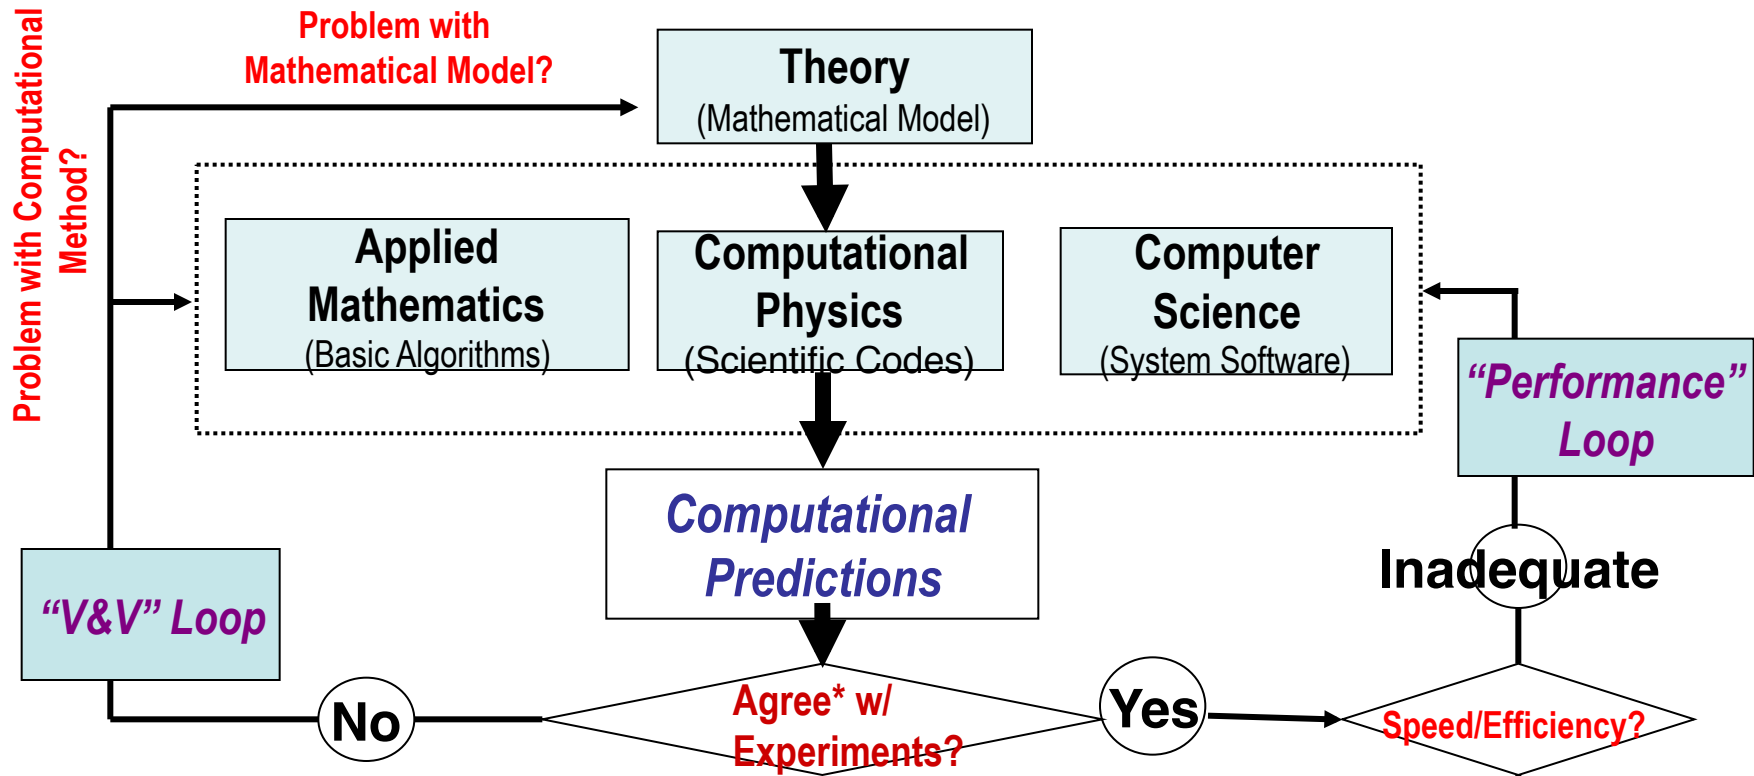 Problem with
Mathematical Model?
Problem with Computational
Method?
Theory
(Mathematical Model)
Applied
Mathematics
(Basic Algorithms)
Computational
Physics
(Scientific Codes)
Computer
Science
(System Software)
“Performance”
Loop
Computational
Predictions
Inadequate
“V&V” Loop
No
Agree* w/
Experiments?
Yes
Speed/Efficiency?